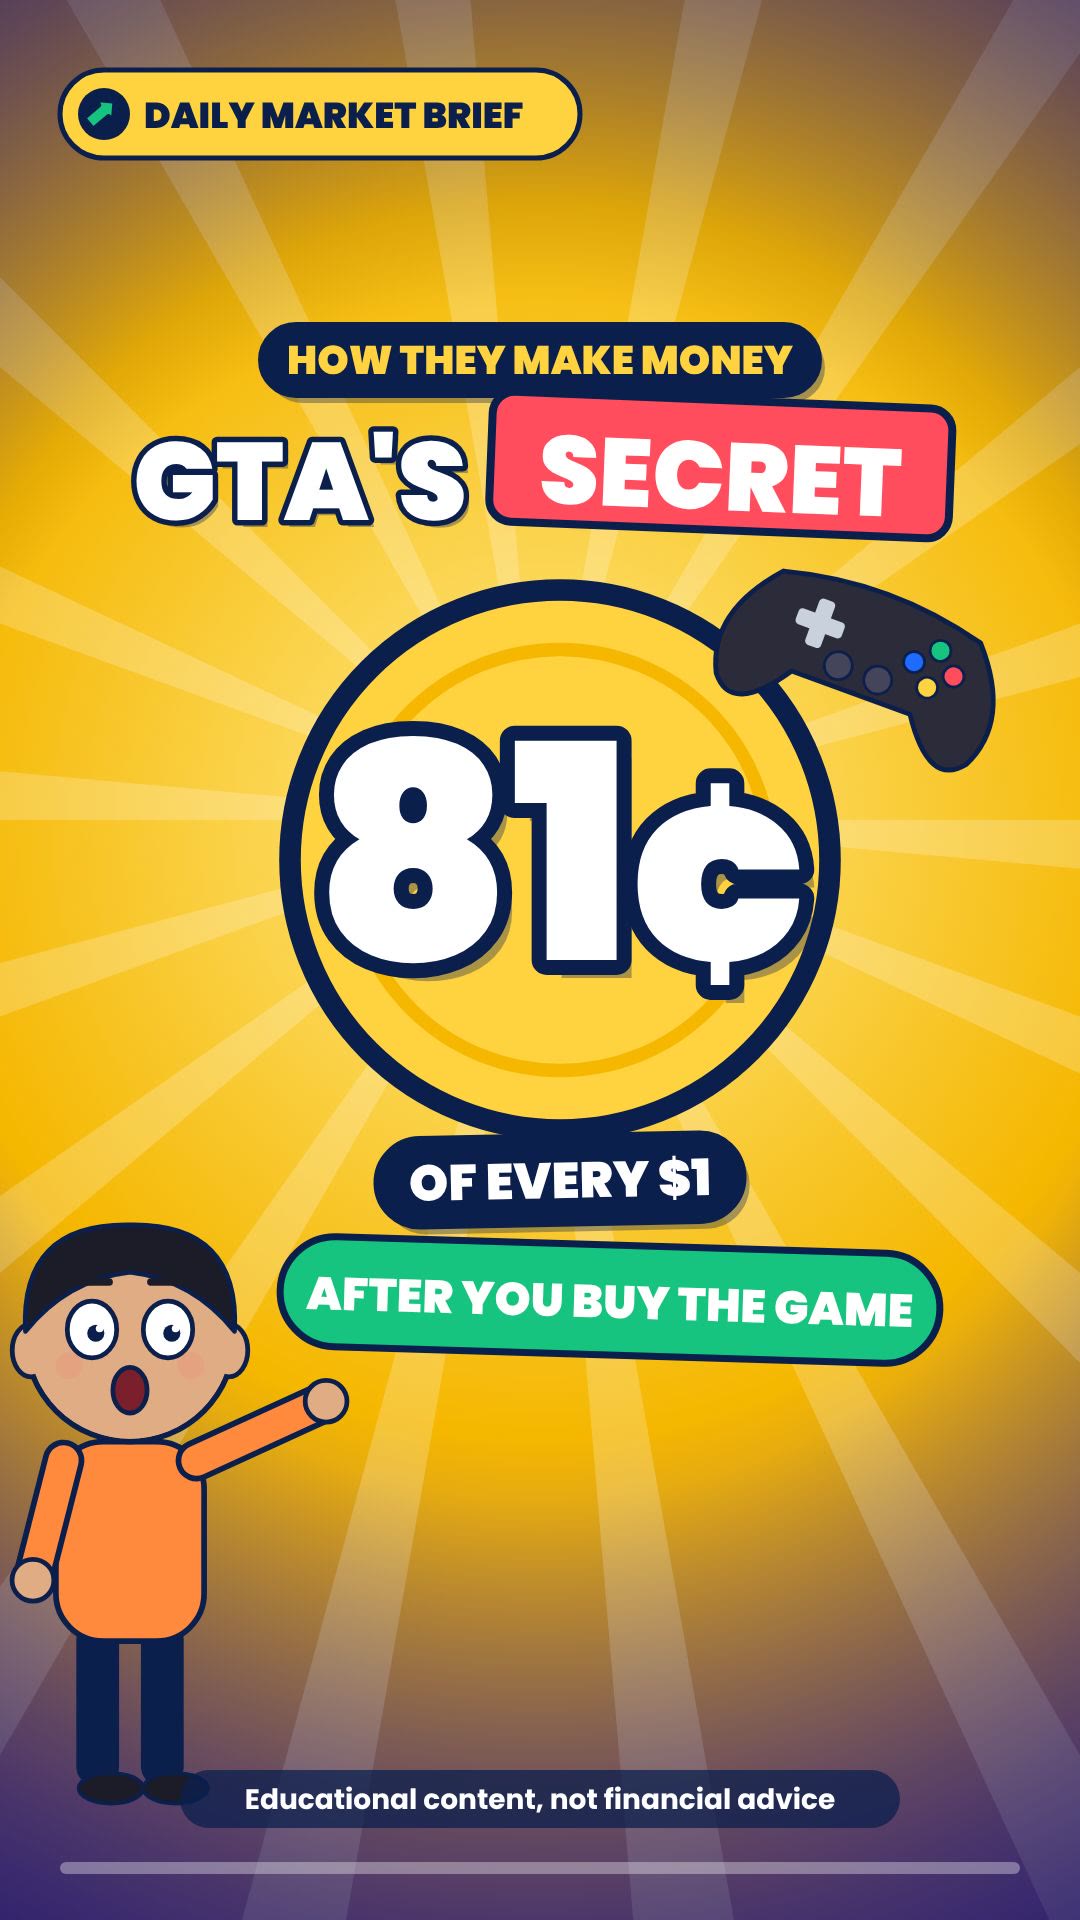 DAILY MARKET BRIEF
HOW THEY MAKE MONEY
GTA'S SECRET
81¢
OF EVERY $1
AFTER YOU BUY THE GAME
Educational content, not financial advice